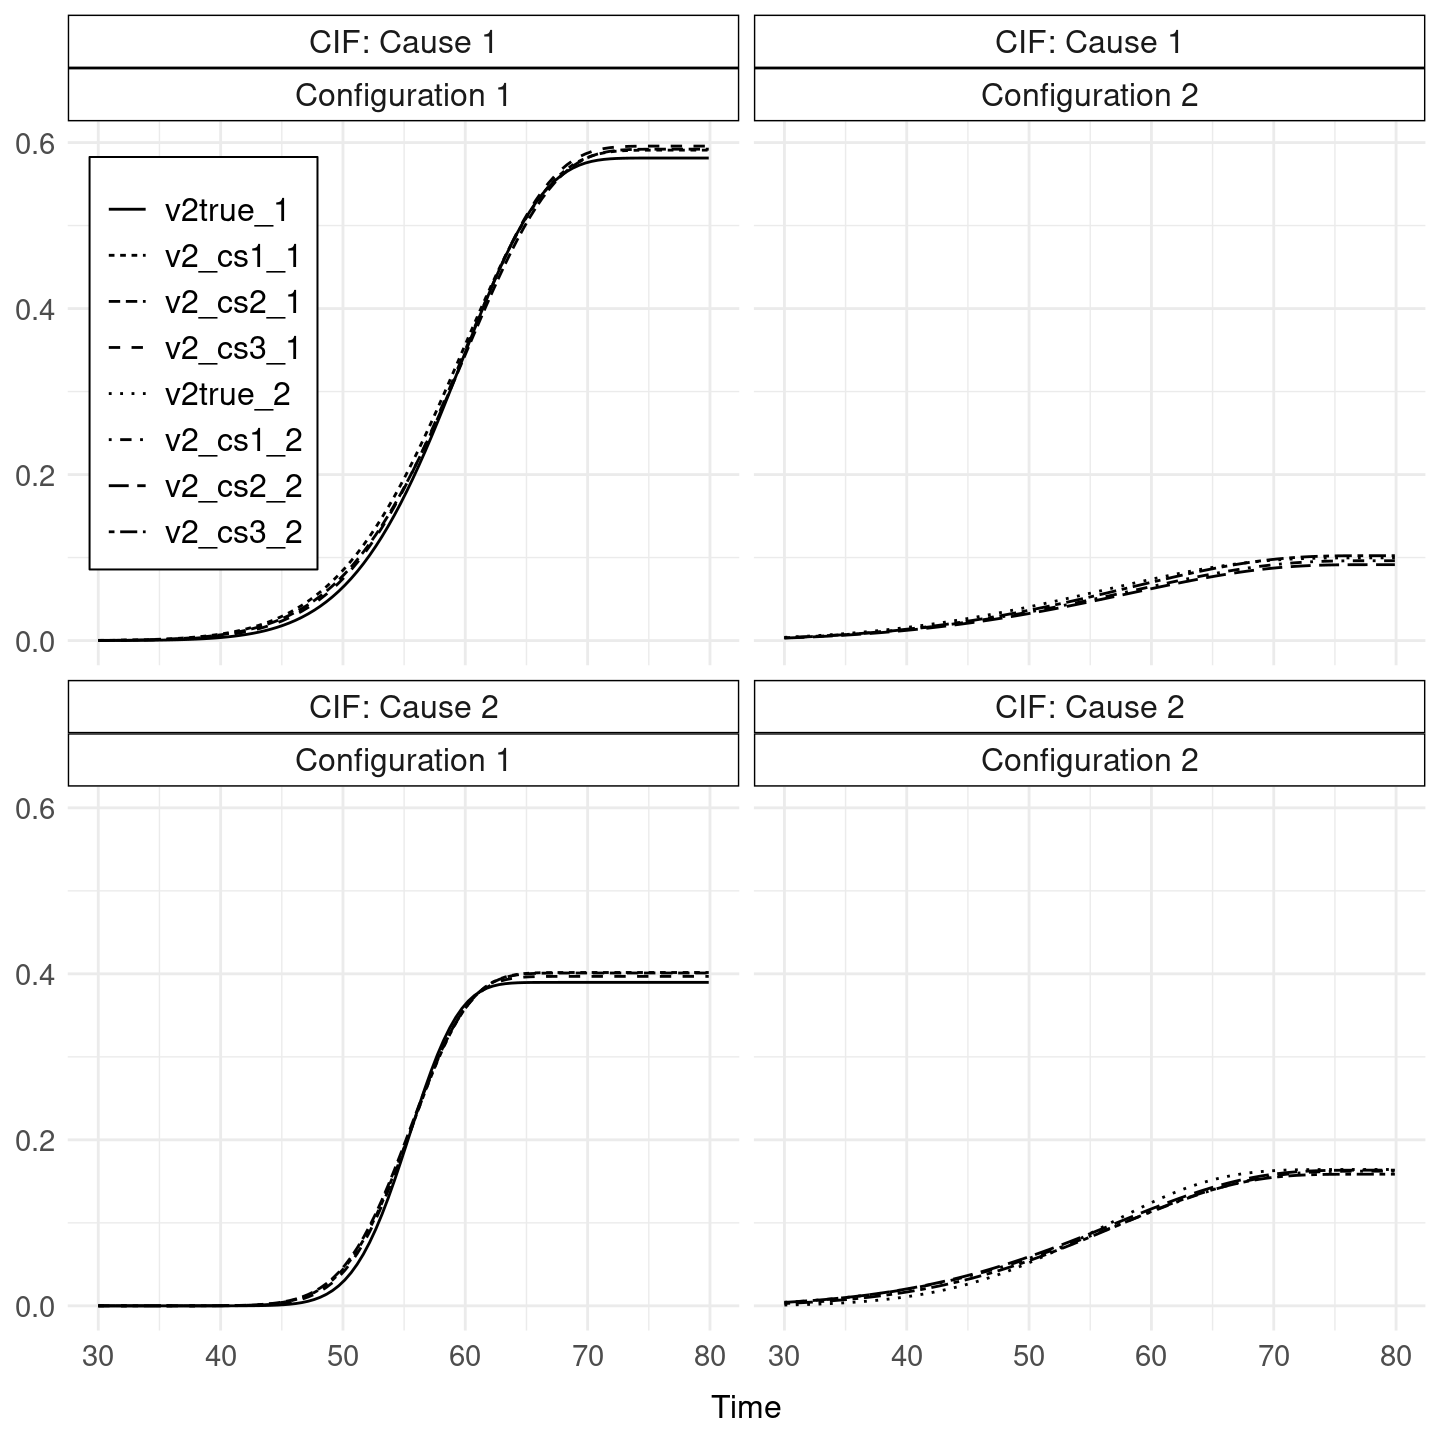 CIF: Cause 1
Configuration 1
CIF: Cause 1
Configuration 2
0.6
0.4
0.2
0.0
v2true_1
v2_cs1_1
v2_cs2_1
v2_cs3_1
v2true_2
v2_cs1_2
v2_cs2_2
v2_cs3_2
CIF: Cause 2
Configuration 1
CIF: Cause 2
Configuration 2
0.6
0.4
0.2
0.0
30 40 50 60 70 80
30 40 50 60 70 80
Time